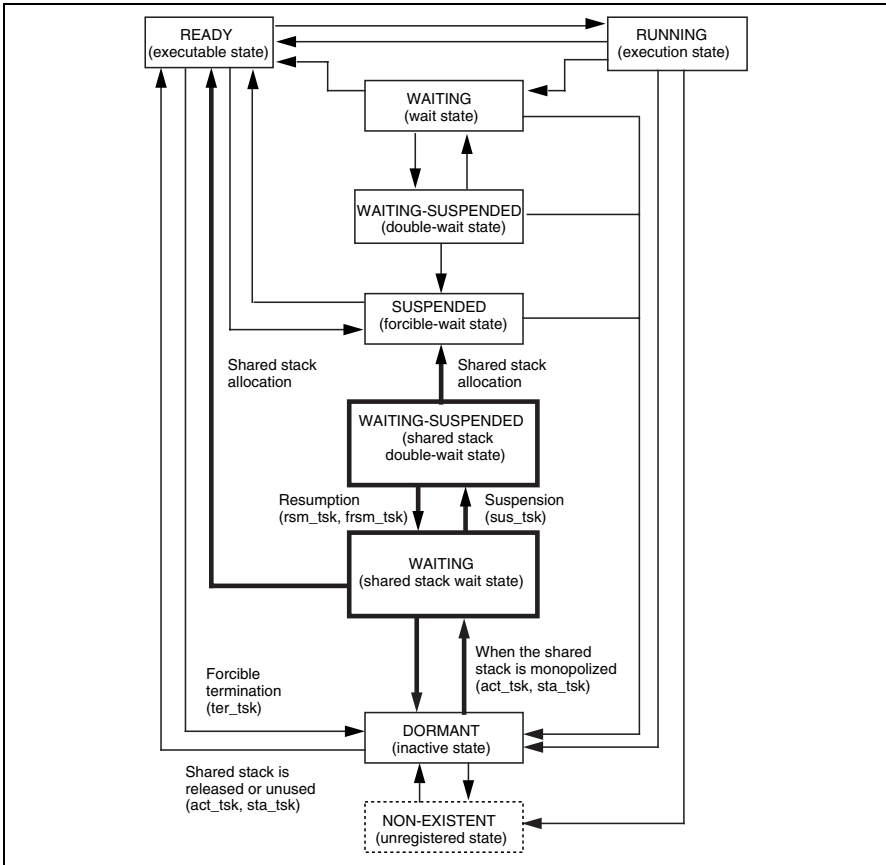 READY
(executable state)
RUNNING
(execution state)
WAITING
(wait state)
WAITING-SUSPENDED
(double-wait state)
SUSPENDED
(forcible-wait state)
Shared stack
allocation
Shared stack
allocation
WAITING-SUSPENDED
(shared stack
double-wait state)
Resumption
(rsm_tsk, frsm_tsk)
Suspension
(sus_tsk)
WAITING
(shared stack wait state)
When the shared
stack is monopolized
(act_tsk, sta_tsk)
Forcible
termination
(ter_tsk)
DORMANT
(inactive state)
Shared stack is
released or unused
(act_tsk, sta_tsk)
NON-EXISTENT
(unregistered state)